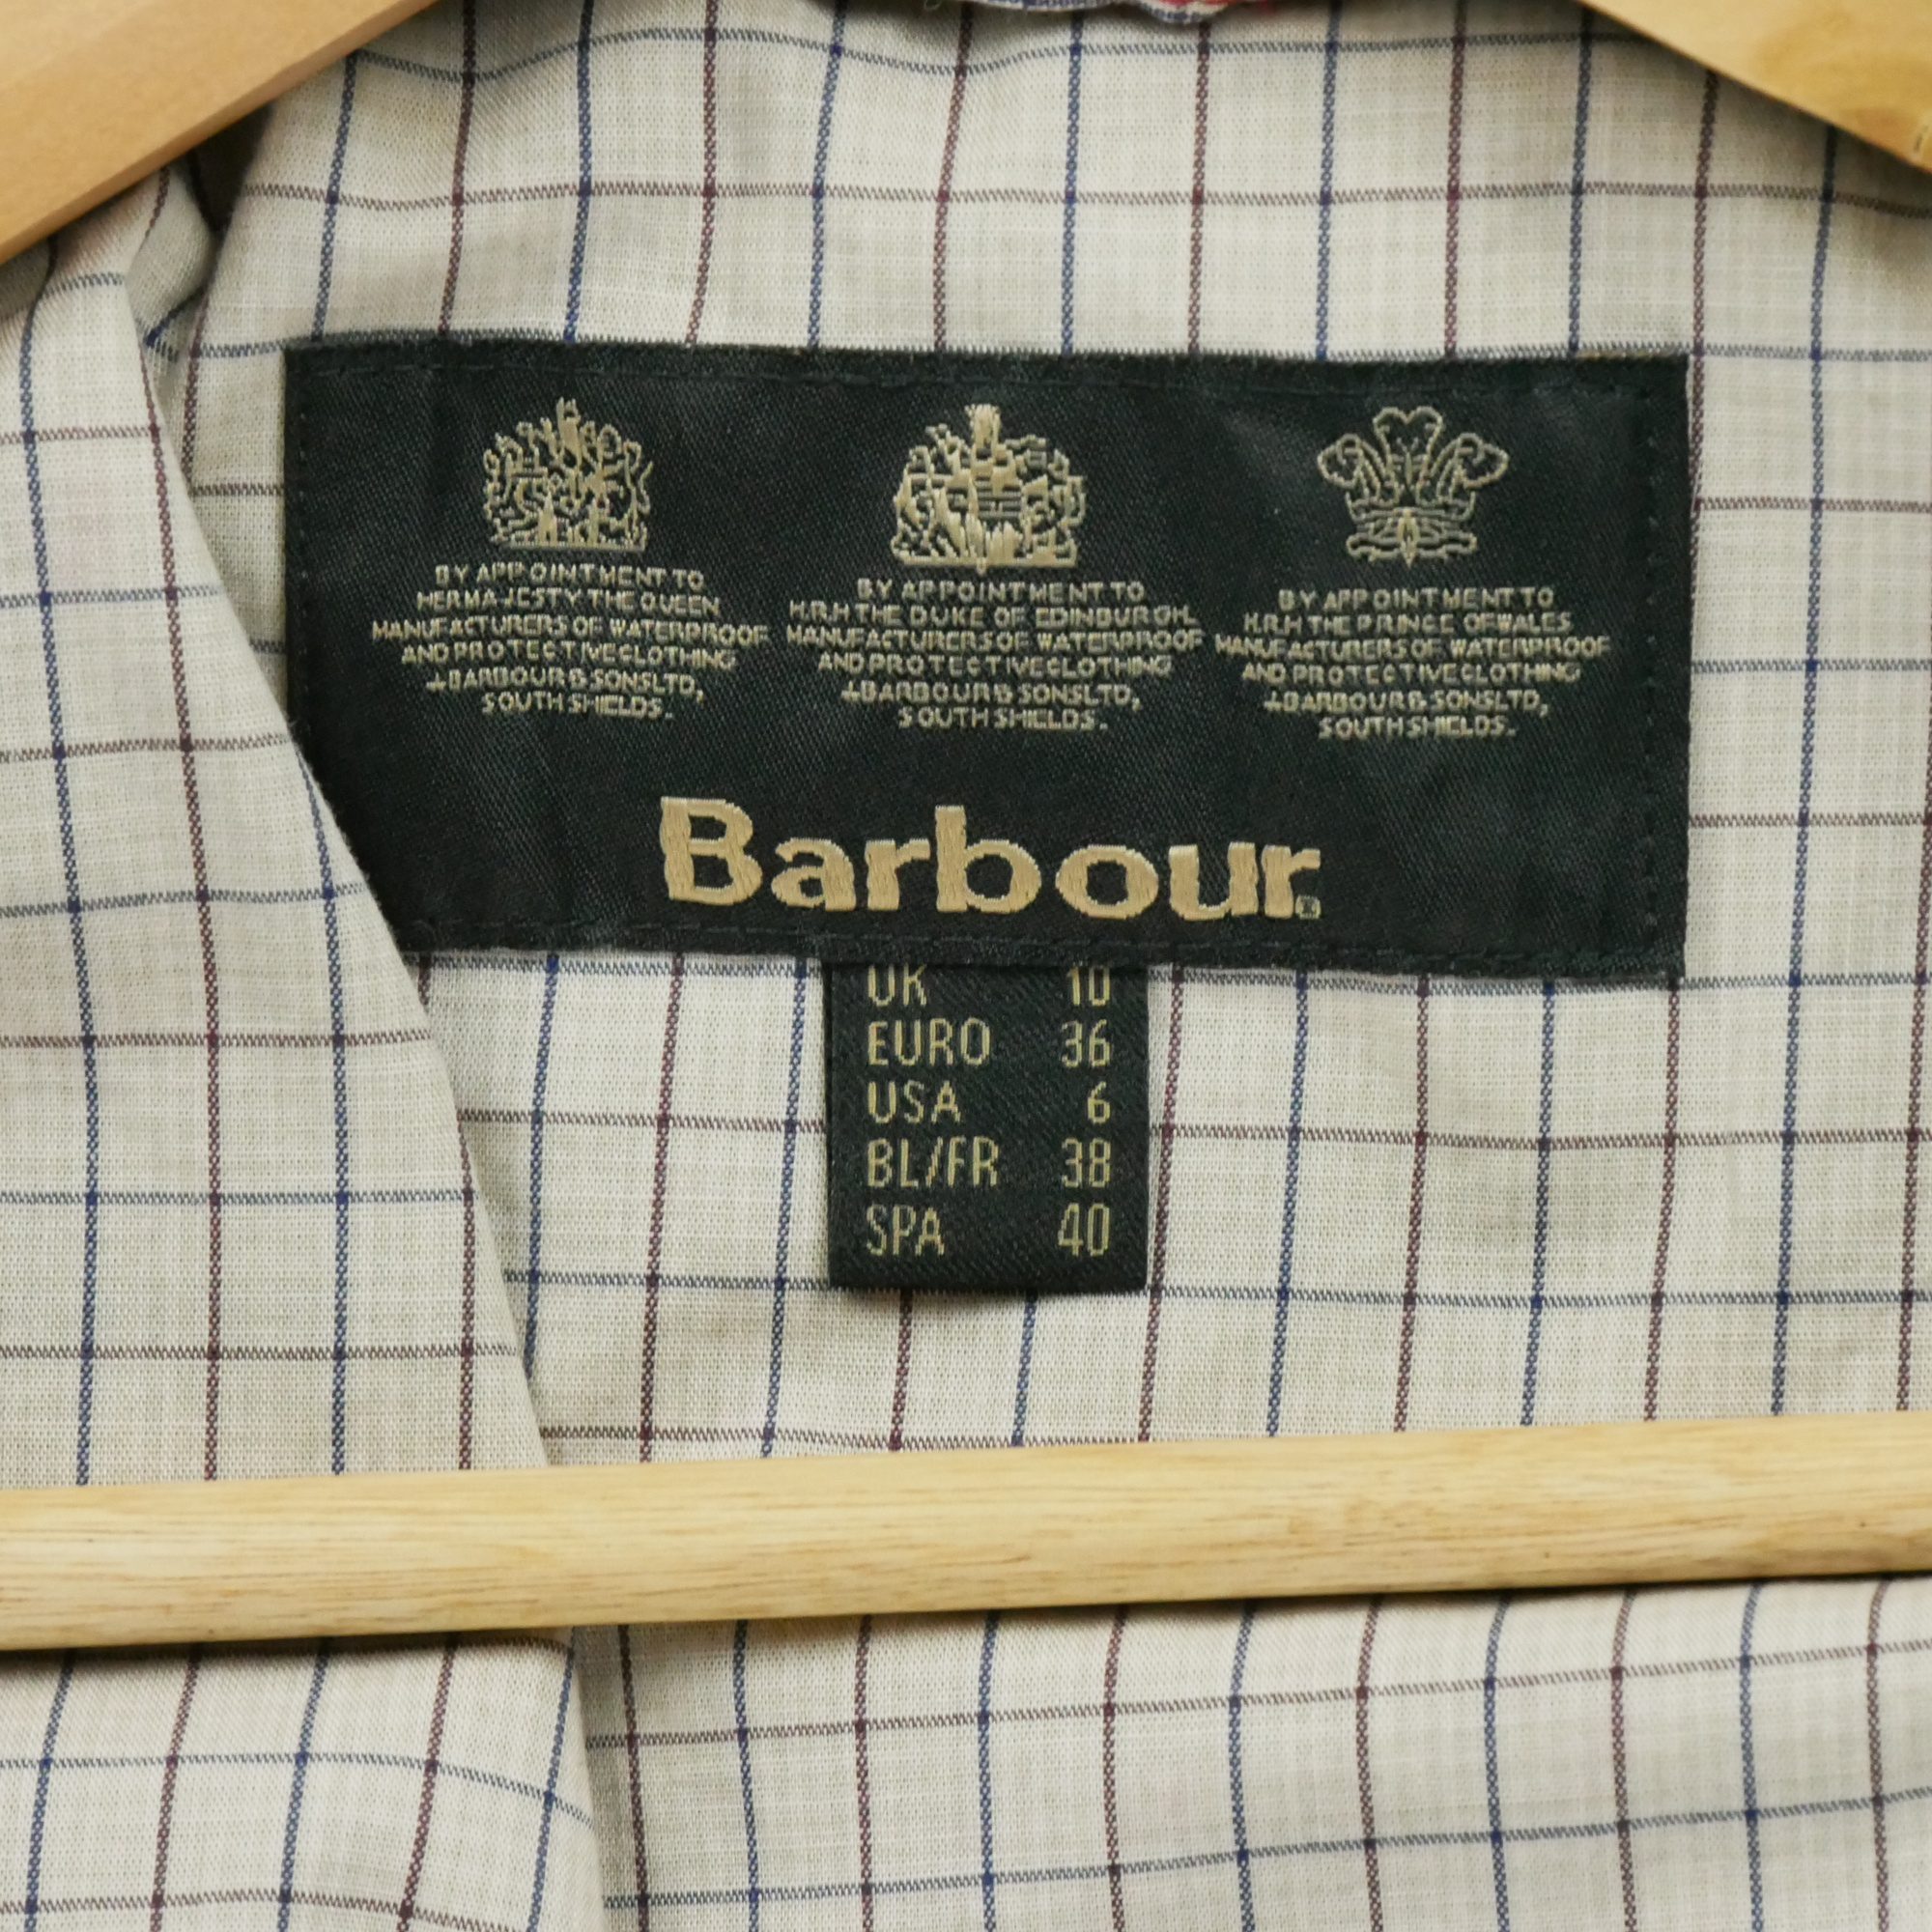 BY APPOINTMENT TO
HER MAJESTY THE QUEEN
MANUFACTURERS OF WATERPROOF
AND PROTECTIVE CLOTHING
J.BARBOUR & SONS LTD,
SOUTH SHIELDS.
BY APPOINTMENT TO
H.R.H THE DUKE OF EDINBURGH
MANUFACTURERS OF WATERPROOF
AND PROTECTIVE CLOTHING
J.BARBOUR & SONS LTD,
SOUTH SHIELDS.
BY APPOINTMENT TO
H.R.H THE PRINCE OF WALES
MANUFACTURERS OF WATERPROOF
AND PROTECTIVE CLOTHING
J.BARBOUR & SONS LTD,
SOUTH SHIELDS.
Barbour®
UK 10
EURO 36
USA 6
BL/FR 38
SPA 40